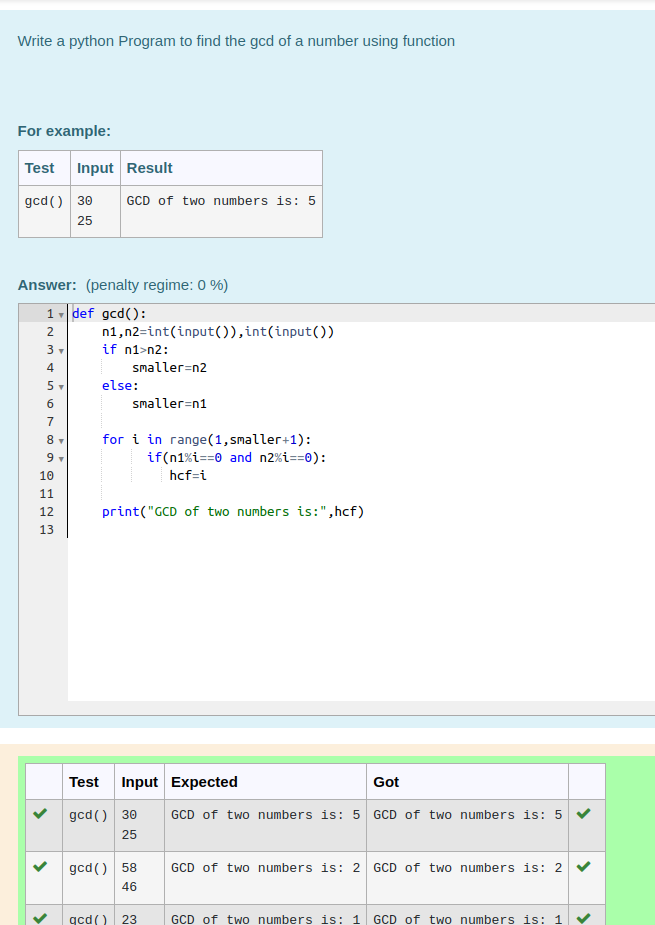 Write a python Program to find the gcd of a number using function
For example:
Test Input Result
gcd() 30 GCD of two numbers is: 5
25
Answer: (penalty regime: 0 %)
1 def gcd():
2 n1,n2=int(input()),int(input())
3 if n1>n2:
4 smaller=n2
5 else:
6 smaller=n1
7
8 for i in range(1,smaller+1):
9 if(n1%i==0 and n2%i==0):
10 hcf=i
11
12 print("GCD of two numbers is:",hcf)
13
Test Input Expected Got
gcd() 30 GCD of two numbers is: 5 GCD of two numbers is: 5
25
gcd() 58 GCD of two numbers is: 2 GCD of two numbers is: 2
46
gcd() 23 GCD of two numbers is: 1 GCD of two numbers is: 1